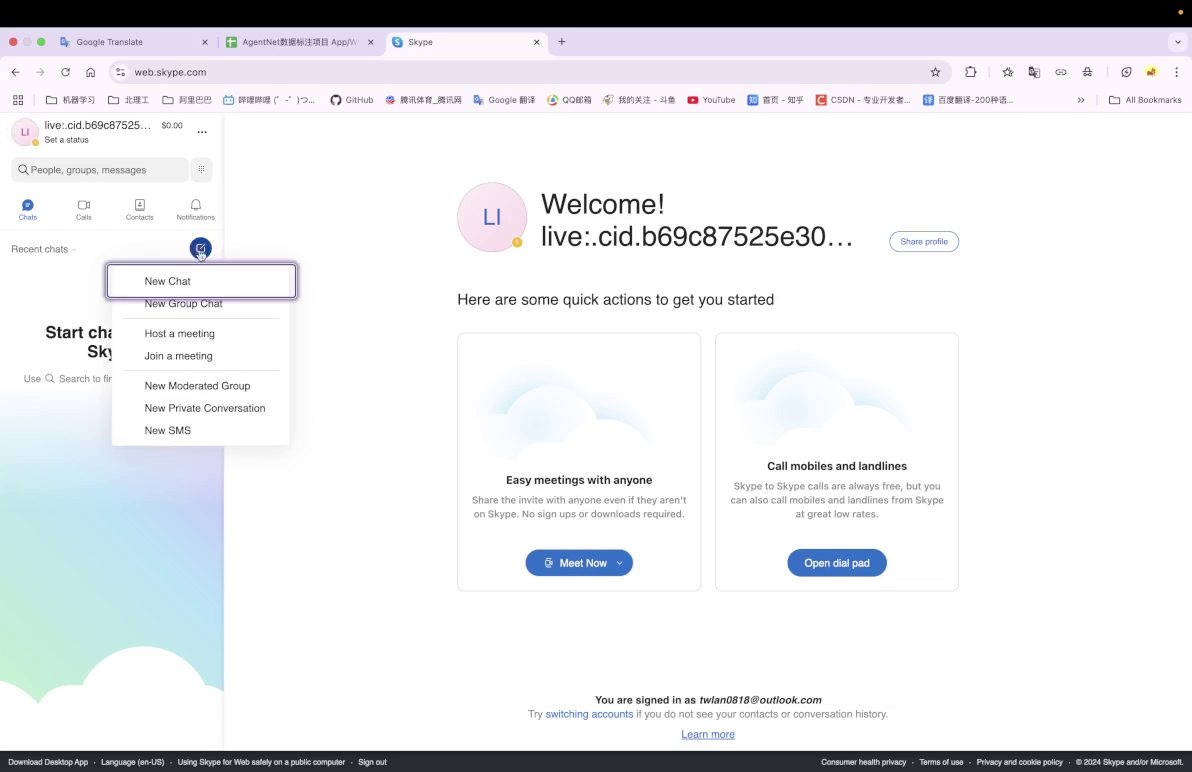 Google Translate
AgentNet数据标注项目 App/W
Skype
web.skype.com
机器学习
北理工
阿里巴巴
哔哩哔哩 (゜-゜)つ...
GitHub
腾讯体育_腾讯网
Google 翻译
QQ邮箱
我的关注 - 斗鱼
YouTube
首页 - 知乎
CSDN - 专业开发者...
百度翻译-200种语...
All Bookmarks
LI
live:.cid.b69c87525...
$0.00
Set a status
People, groups, messages
Chats
Calls
Contacts
Notifications
Recent chats
New Chat
New Group Chat
Host a meeting
Join a meeting
New Moderated Group
New Private Conversation
New SMS
Start cha
Sky
Use Search to fin
LI
Welcome!
live:.cid.b69c87525e30...
Share profile
Here are some quick actions to get you started
Easy meetings with anyone
Share the invite with anyone even if they aren't
on Skype. No sign ups or downloads required.
Meet Now
Call mobiles and landlines
Skype to Skype calls are always free, but you
can also call mobiles and landlines from Skype
at great low rates.
Open dial pad
You are signed in as twlan0818@outlook.com
Try switching accounts if you do not see your contacts or conversation history.
Learn more
Download Desktop App · Language (en-US) · Using Skype for Web safely on a public computer · Sign out
Consumer health privacy · Terms of use · Privacy and cookie policy · © 2024 Skype and/or Microsoft.